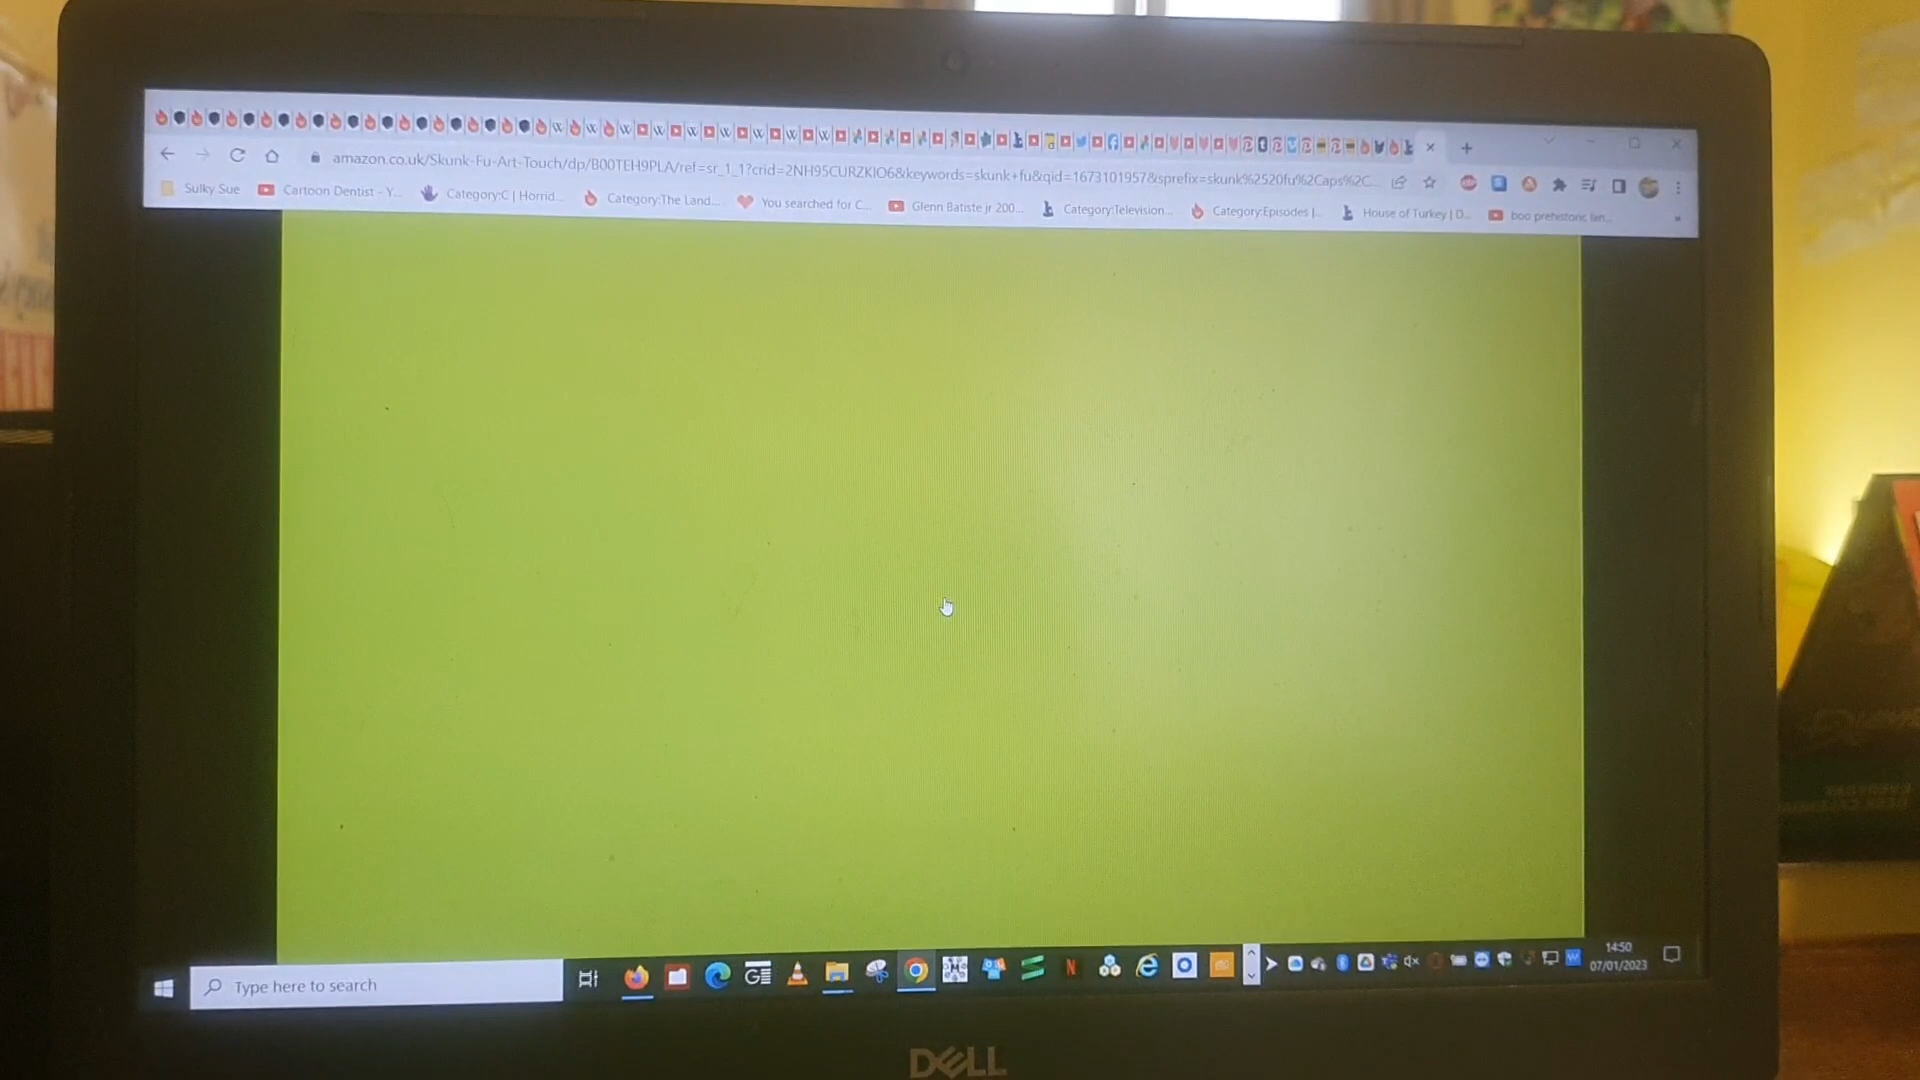 amazon.co.uk/Skunk-Fu-Art-Touch/dp/B00TEH9PLA/ref=sr_1_1?crid=2NH95CURZKIO6&keywords=skunk+fu&qid=1673101957&sprefix=skunk%2520fu%2Caps%2C...
Sulky Sue Cartoon Dentist - Y... Category:C | Horrid... Category:The Land... You searched for C... Glenn Batiste jr 200... Category:Television... Category:Episodes |... House of Turkey | D... boo prehistoric fan...
Type here to search
14:50
07/01/2023
DELL